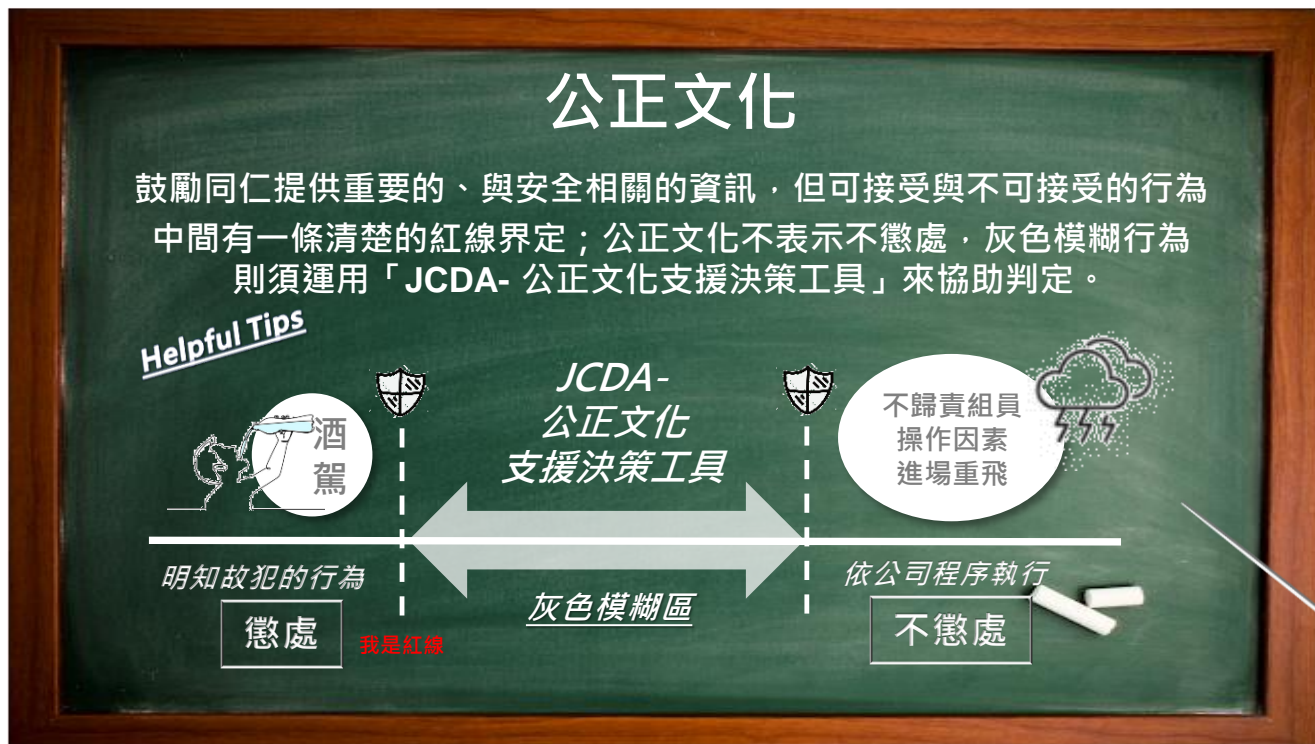 公正文化
鼓勵同仁提供重要的、與安全相關的資訊，但可接受與不可接受的行為
中間有一條清楚的紅線界定；公正文化不表示不懲處，灰色模糊行為
則須運用「JCDA- 公正文化支援決策工具」來協助判定。
Helpful Tips
酒
駕
JCDA-
公正文化
支援決策工具
不歸責組員
操作因素
進場重飛
明知故犯的行為
懲處
我是紅線
灰色模糊區
依公司程序執行
不懲處